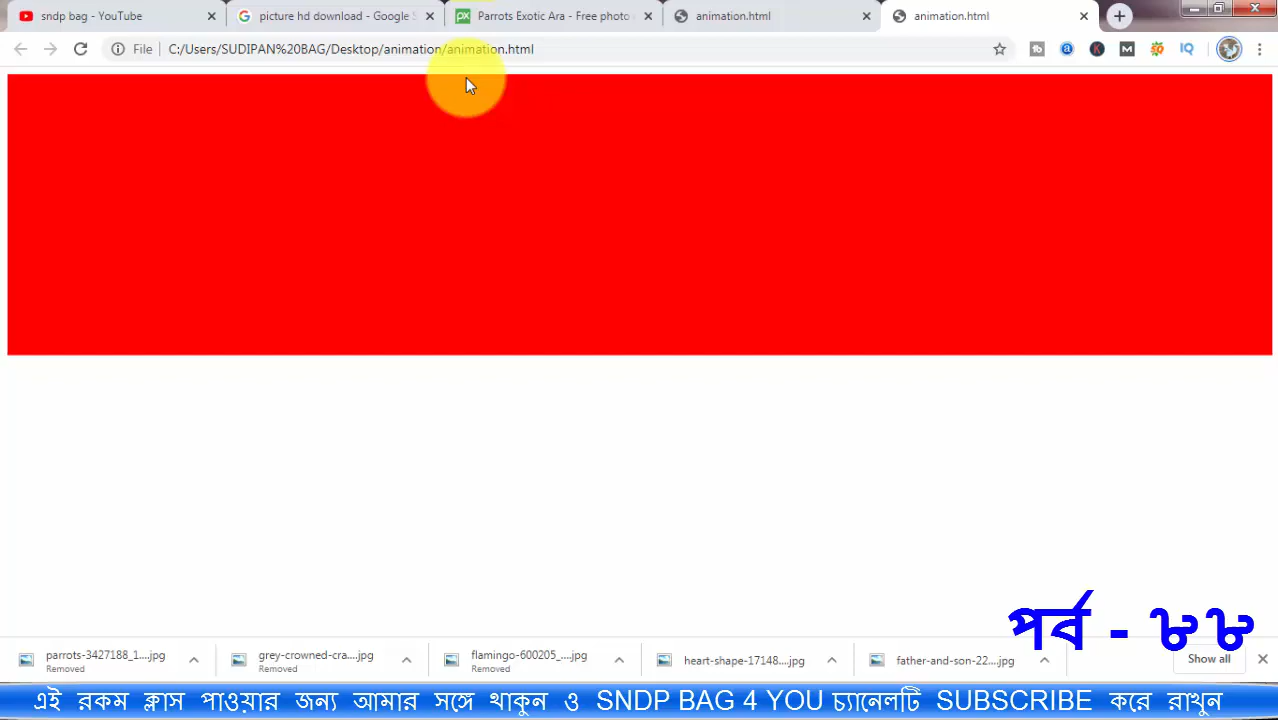 sndp bag - YouTube
picture hd download - Google S
Parrots Exotic Ara - Free photo
animation.html
animation.html
File
C:/Users/SUDIPAN%20BAG/Desktop/animation/animation.html
পর্ব - ৮৮
parrots-3427188_1....jpg
Removed
grey-crowned-cra....jpg
Removed
flamingo-600205_....jpg
Removed
heart-shape-17148....jpg
father-and-son-22....jpg
Show all
এই রকম ক্লাস পাওয়ার জন্য আমার সঙ্গে থাকুন ও SNDP BAG 4 YOU চ্যানেলটি SUBSCRIBE করে রাখুন